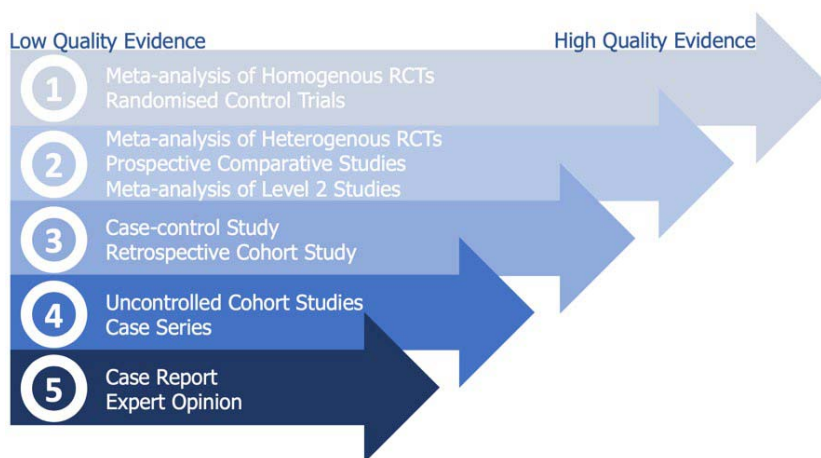 Low Quality Evidence
High Quality Evidence
1
Meta-analysis of Homogenous RCTs
Randomised Control Trials
2
Meta-analysis of Heterogenous RCTs
Prospective Comparative Studies
Meta-analysis of Level 2 Studies
3
Case-control Study
Retrospective Cohort Study
4
Uncontrolled Cohort Studies
Case Series
5
Case Report
Expert Opinion